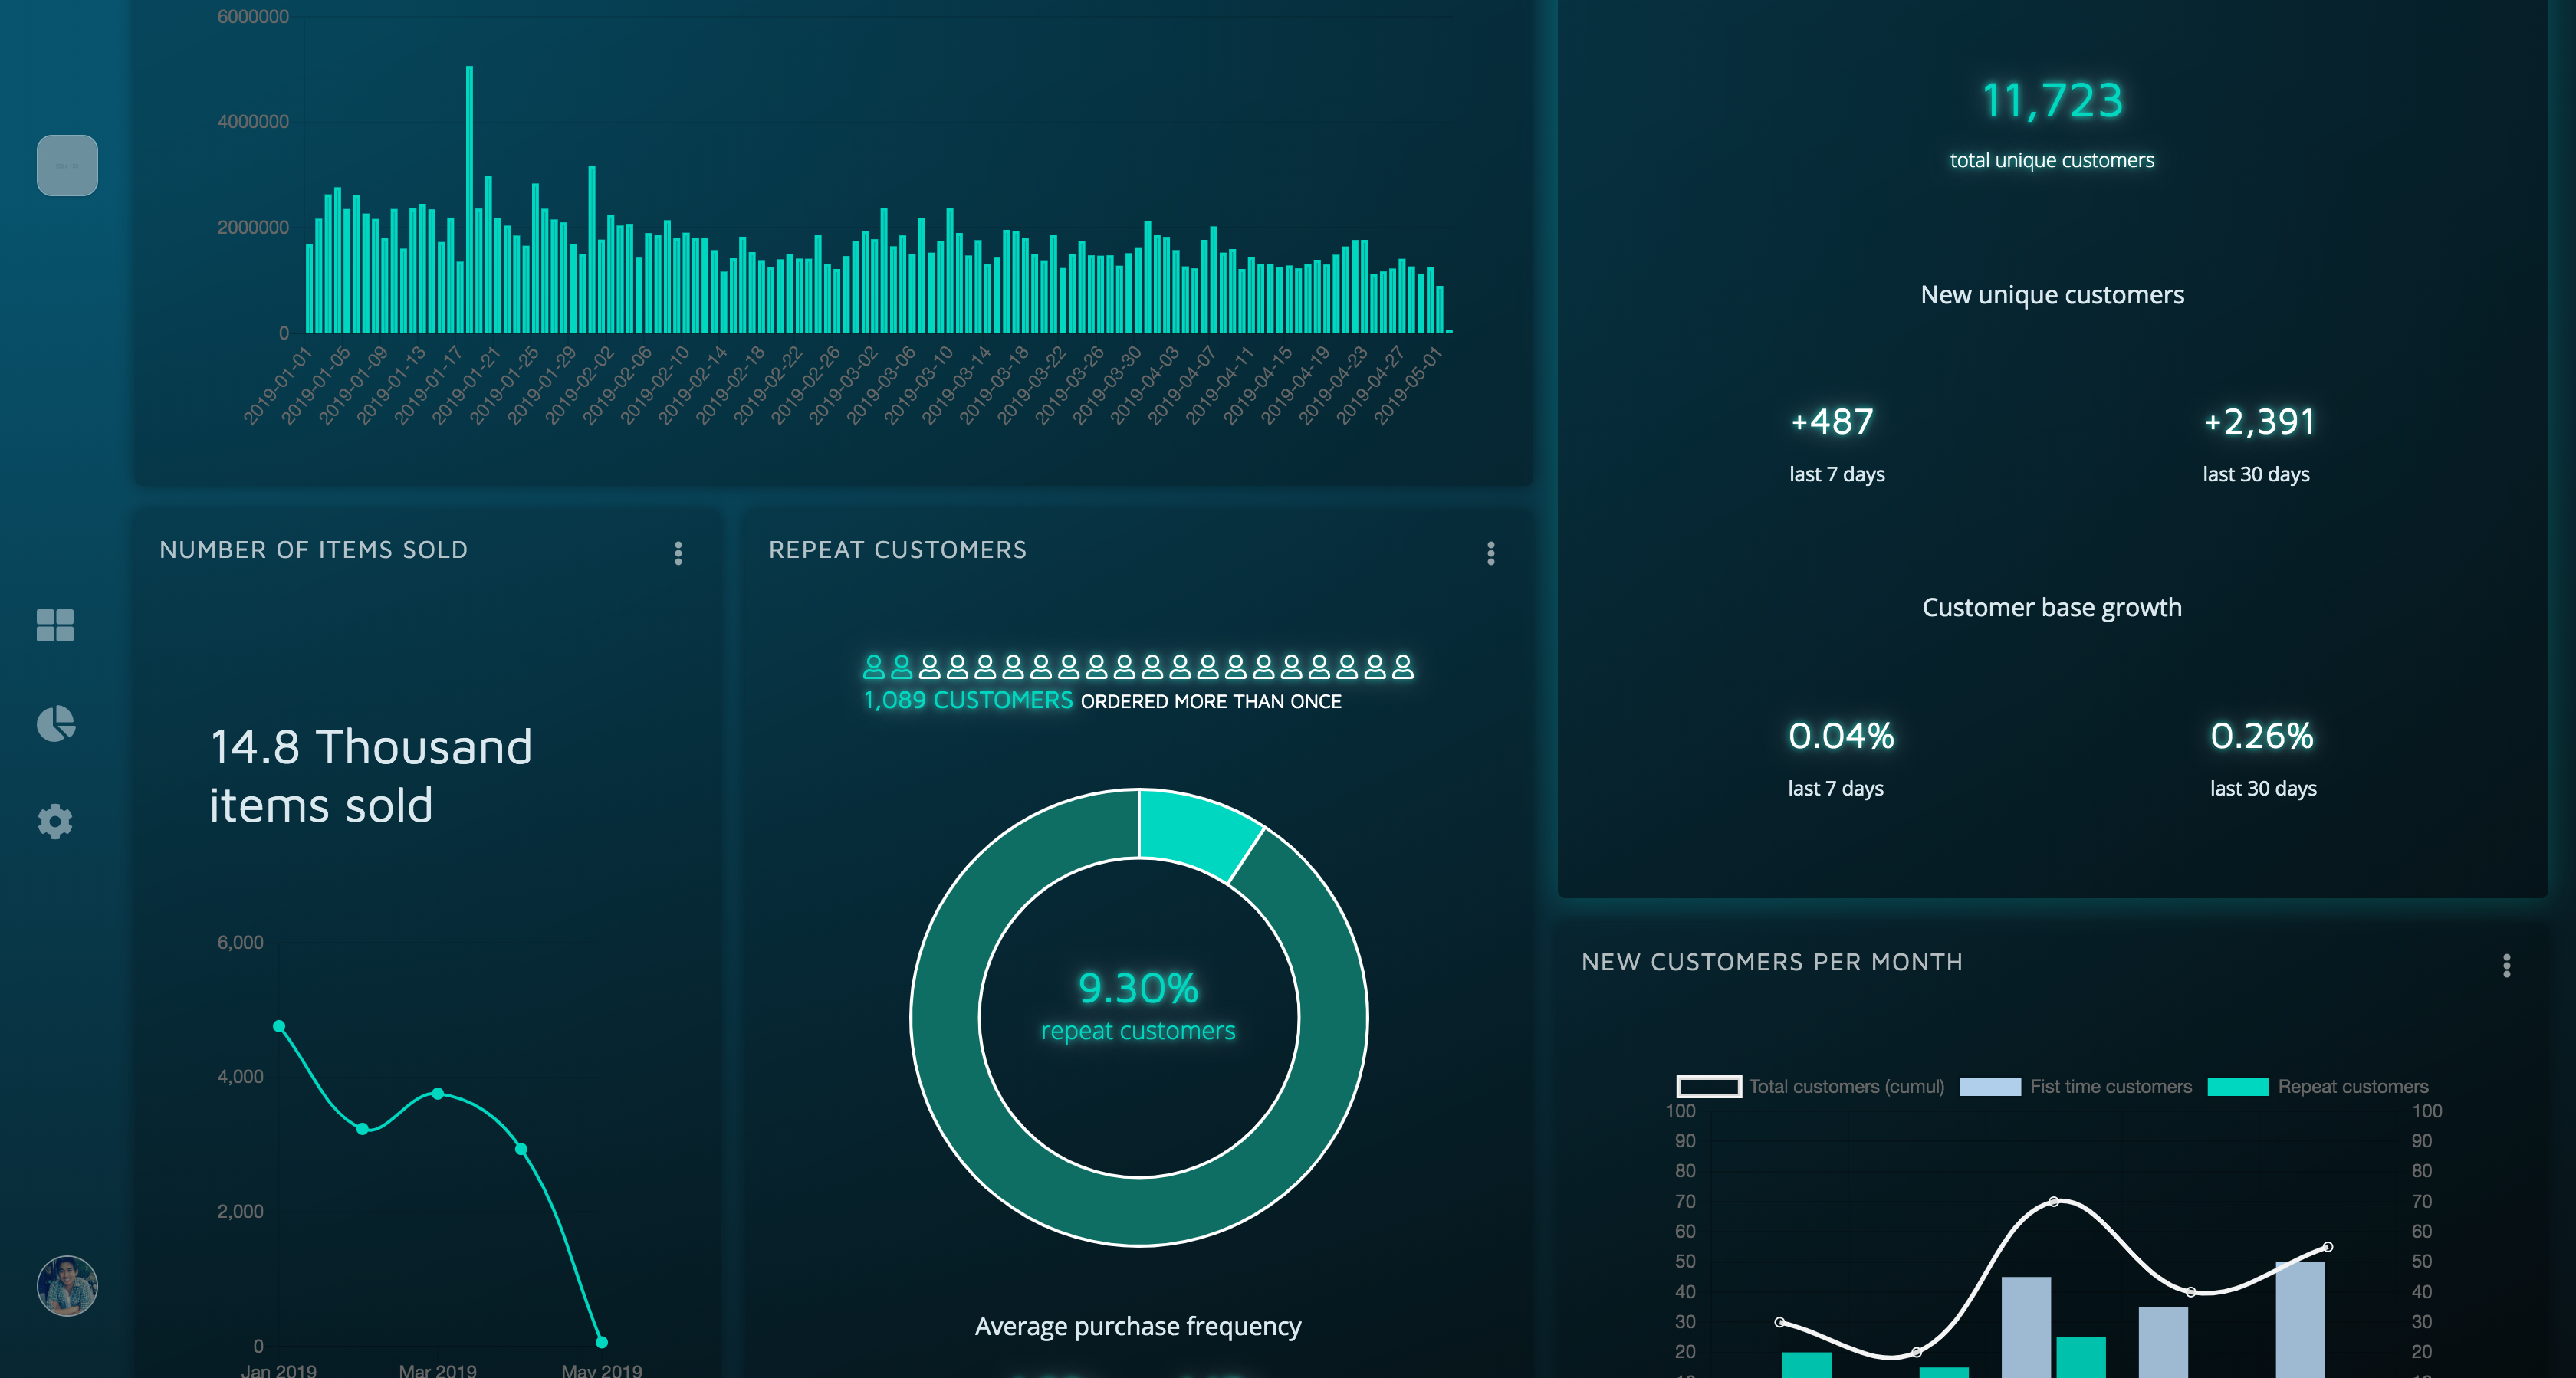 6000000
4000000
2000000
0
2019-01-01
2019-01-05
2019-01-09
2019-01-13
2019-01-17
2019-01-21
2019-01-25
2019-01-29
2019-02-02
2019-02-06
2019-02-10
2019-02-14
2019-02-18
2019-02-22
2019-02-26
2019-03-02
2019-03-06
2019-03-10
2019-03-14
2019-03-18
2019-03-22
2019-03-26
2019-03-30
2019-04-03
2019-04-07
2019-04-11
2019-04-15
2019-04-19
2019-04-23
2019-04-27
2019-05-01
11,723
total unique customers
New unique customers
+487
last 7 days
+2,391
last 30 days
Customer base growth
0.04%
last 7 days
0.26%
last 30 days
NUMBER OF ITEMS SOLD
14.8 Thousand
items sold
6,000
4,000
2,000
0
Jan 2019
Mar 2019
May 2019
REPEAT CUSTOMERS
1,089 CUSTOMERS ORDERED MORE THAN ONCE
9.30%
repeat customers
Average purchase frequency
NEW CUSTOMERS PER MONTH
Total customers (cumul)
Fist time customers
Repeat customers
100 100
90 90
80 80
70 70
60 60
50 50
40 40
30 30
20 20